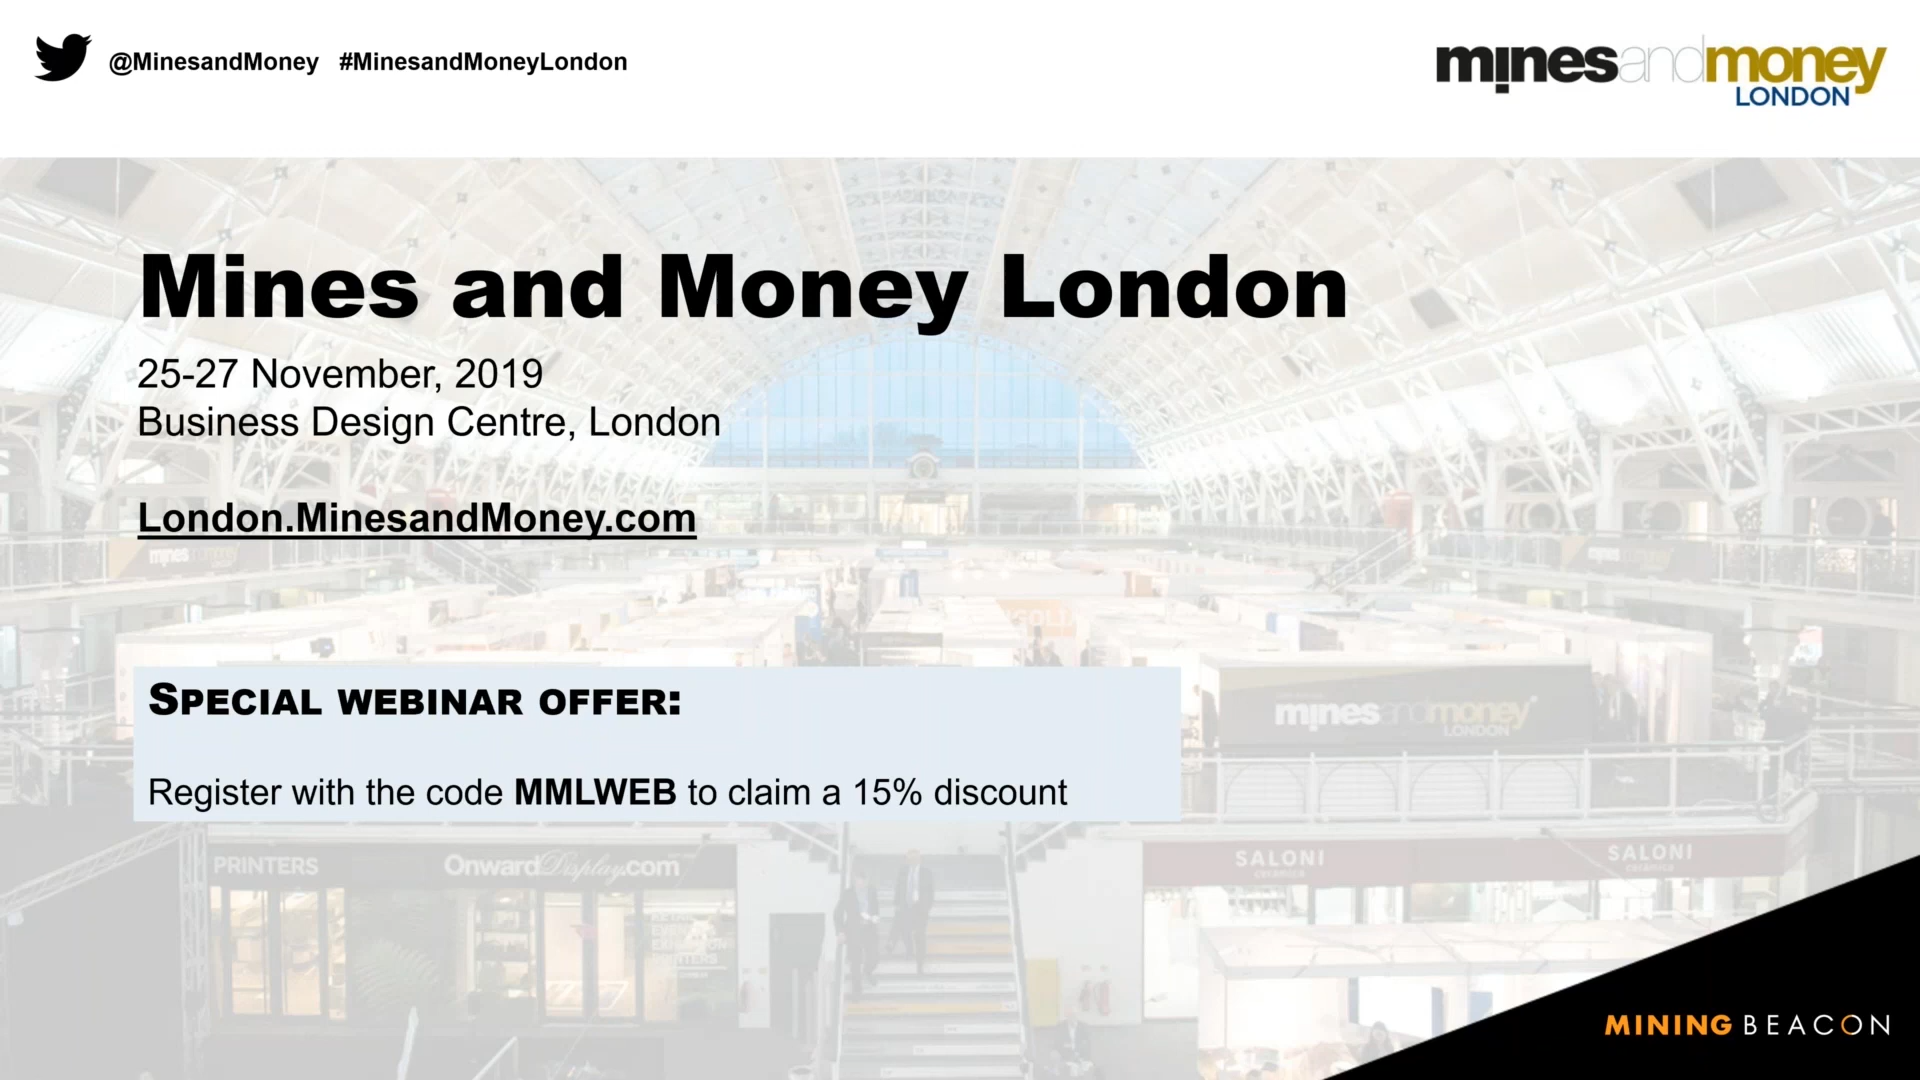 @MinesandMoney #MinesandMoneyLondon
minesandmoney
LONDON
Mines and Money London
25-27 November, 2019
Business Design Centre, London
London.MinesandMoney.com
SPECIAL WEBINAR OFFER:
Register with the code MMLWEB to claim a 15% discount
minesandmoney
LONDON
PRINTERS
OnwardDisplay.com
SALONI
SALONI
MINING BEACON